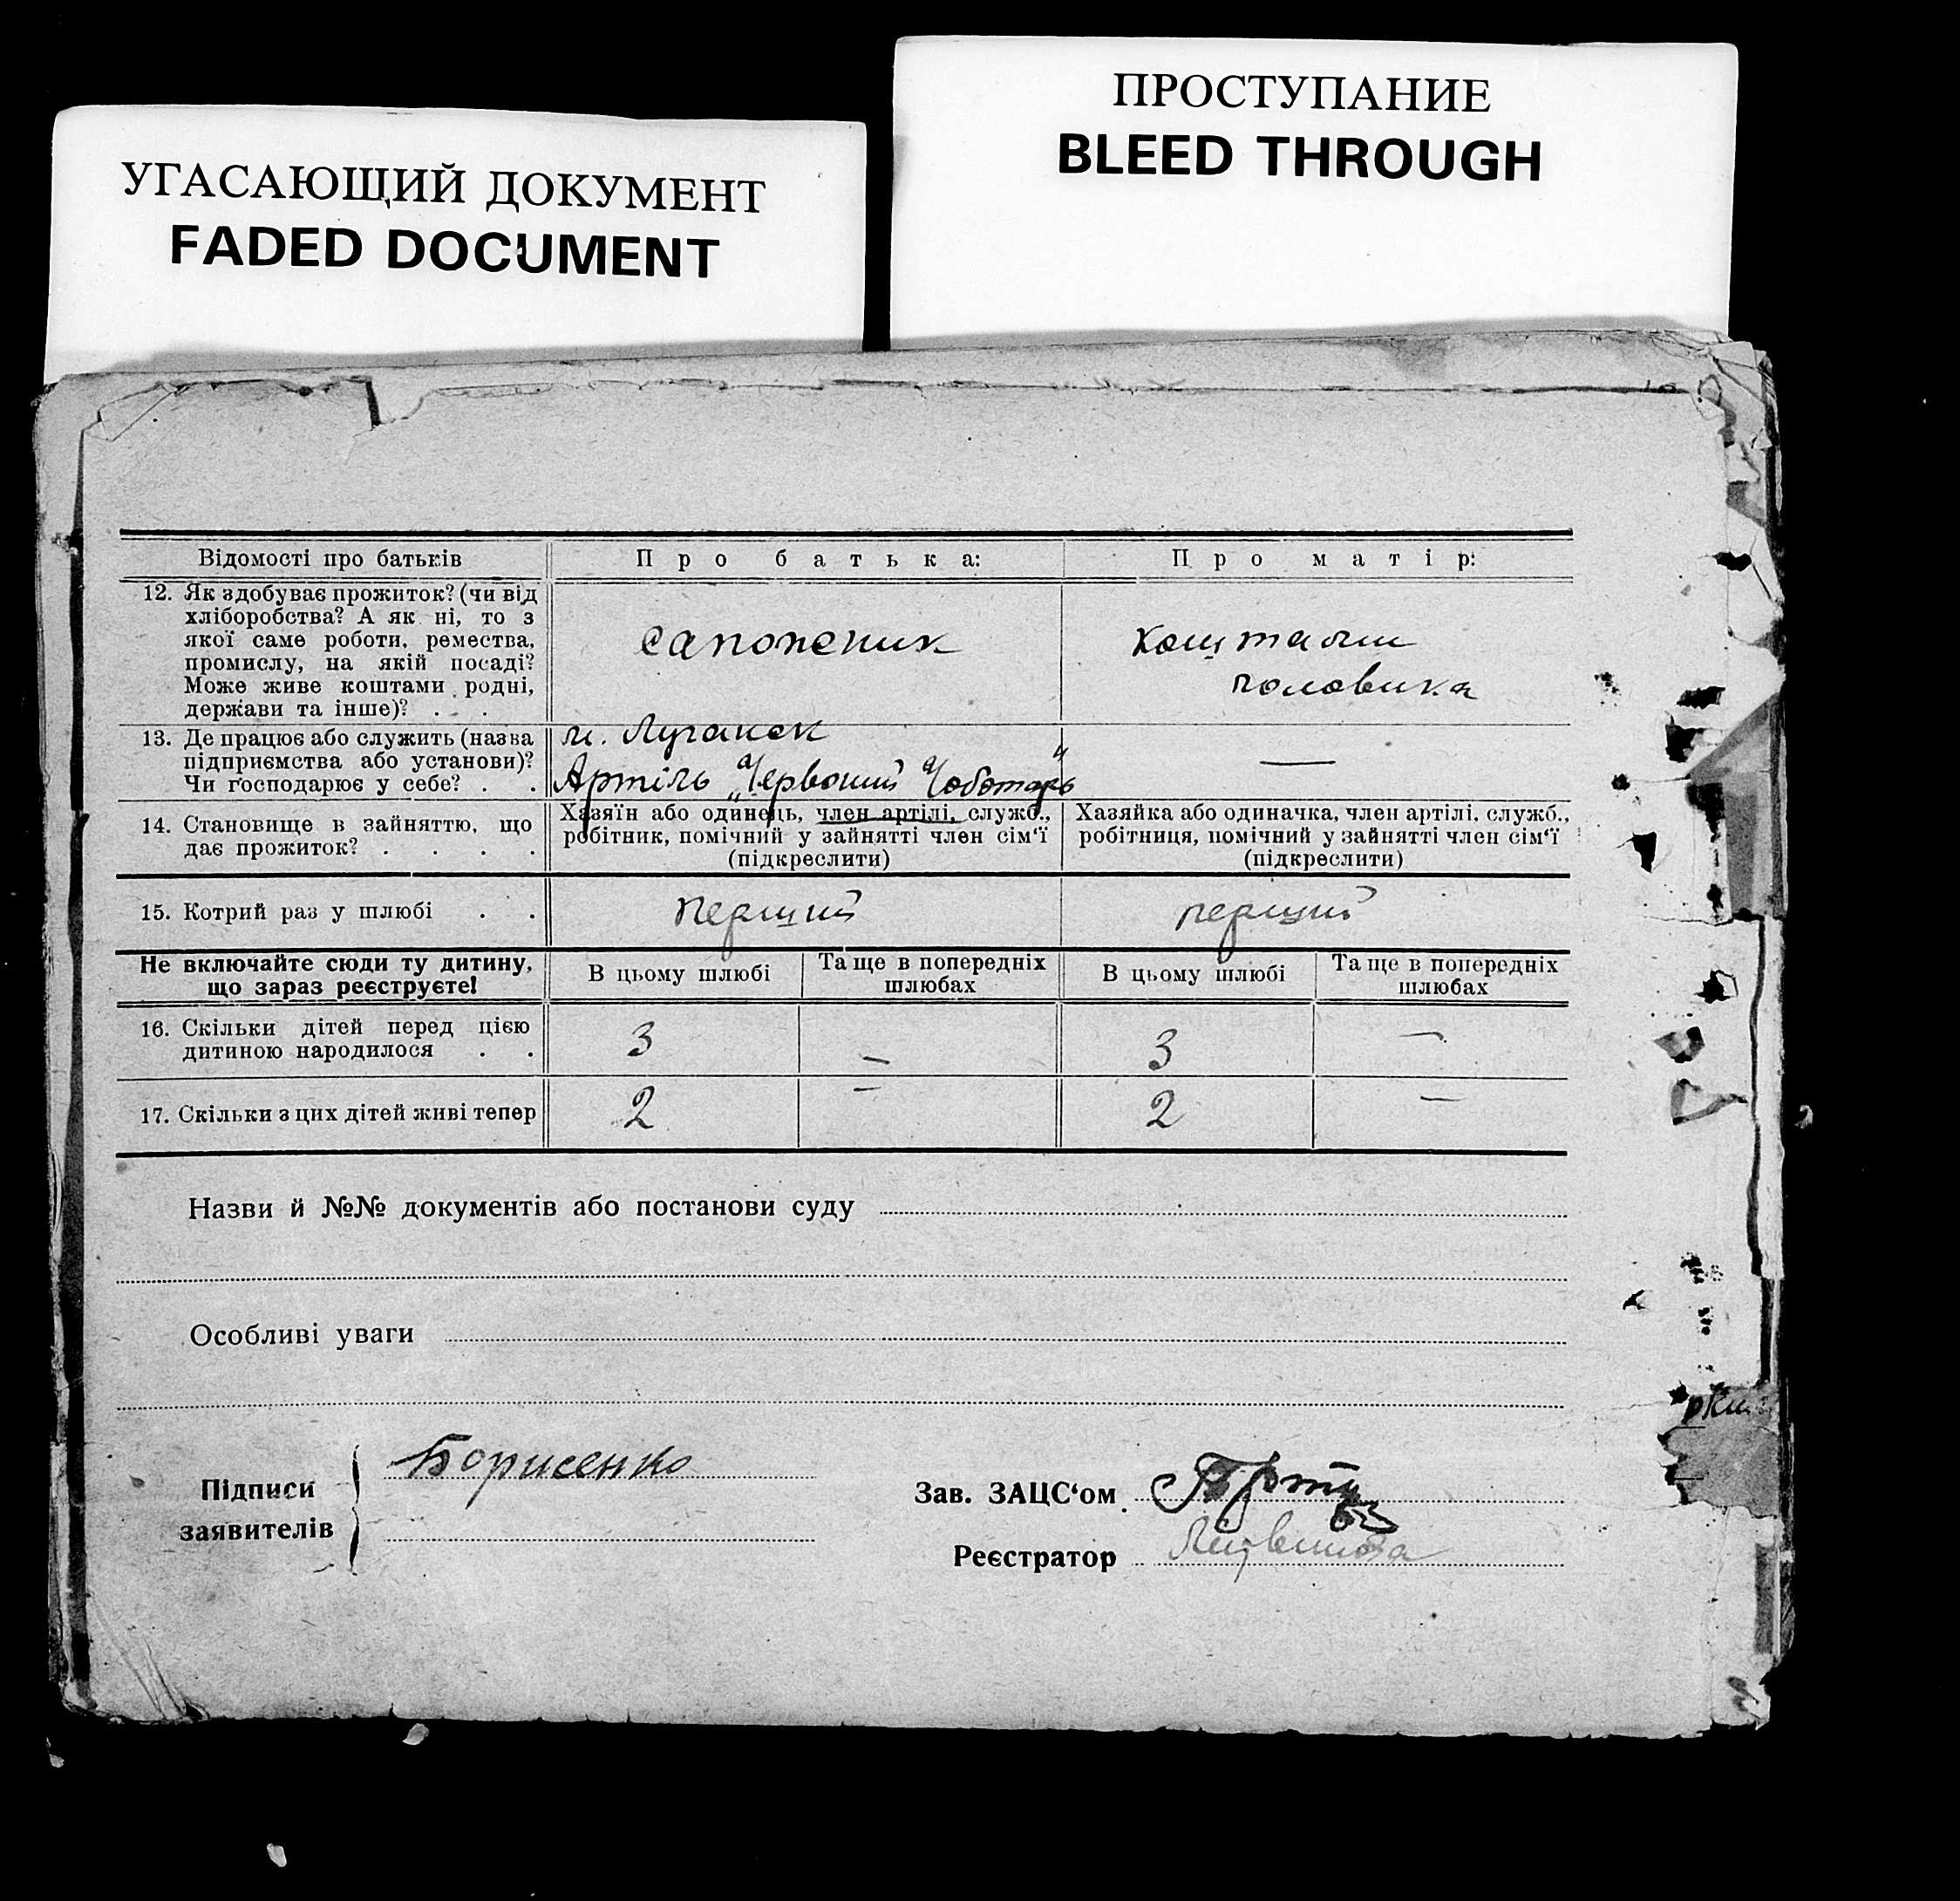 ПРОСТУПАНИЕ
BLEED THROUGH
УГАСАЮЩИЙ ДОКУМЕНТ
FADED DOCUMENT
Відомості про батьків
Про батька:
Про матір:
12. Як здобуває прожиток? (чи від
хліборобства? А як ні, то з
якої саме роботи, ремества,
промислу, на якій посаді?
Може живе коштами родні,
держави та інше)? . .
сапожник
коштами
половика
13. Де працює або служить (назва
підприємства або установи)?
Чи господарює у себе? . .
м. Луганск
Артіль „Червоний Чоботарь"
—
14. Становище в зайняттю, що
дає прожиток? . . . .
Хазяїн або одинець, член артілі, служб.,
робітник, помічний у зайнятті член сім‘ї
(підкреслити)
Хазяйка або одиначка, член артілі, служб.,
робітниця, помічний у зайнятті член сім‘ї
(підкреслити)
15. Котрий раз у шлюбі . .
перший
перший
Не включайте сюди ту дитину,
що зараз реєструєте!
В цьому шлюбі
Та ще в попередніх
шлюбах
В цьому шлюбі
Та ще в попередніх
шлюбах
16. Скільки дітей перед цією
дитиною народилося . .
3
—
3
—
17. Скільки з цих дітей живі тепер
2
—
2
—
Назви й №№ документів або постанови суду
Особливі уваги
Підписи
заявителів
Борисенко
Зав. ЗАЦС‘ом
Реєстратор